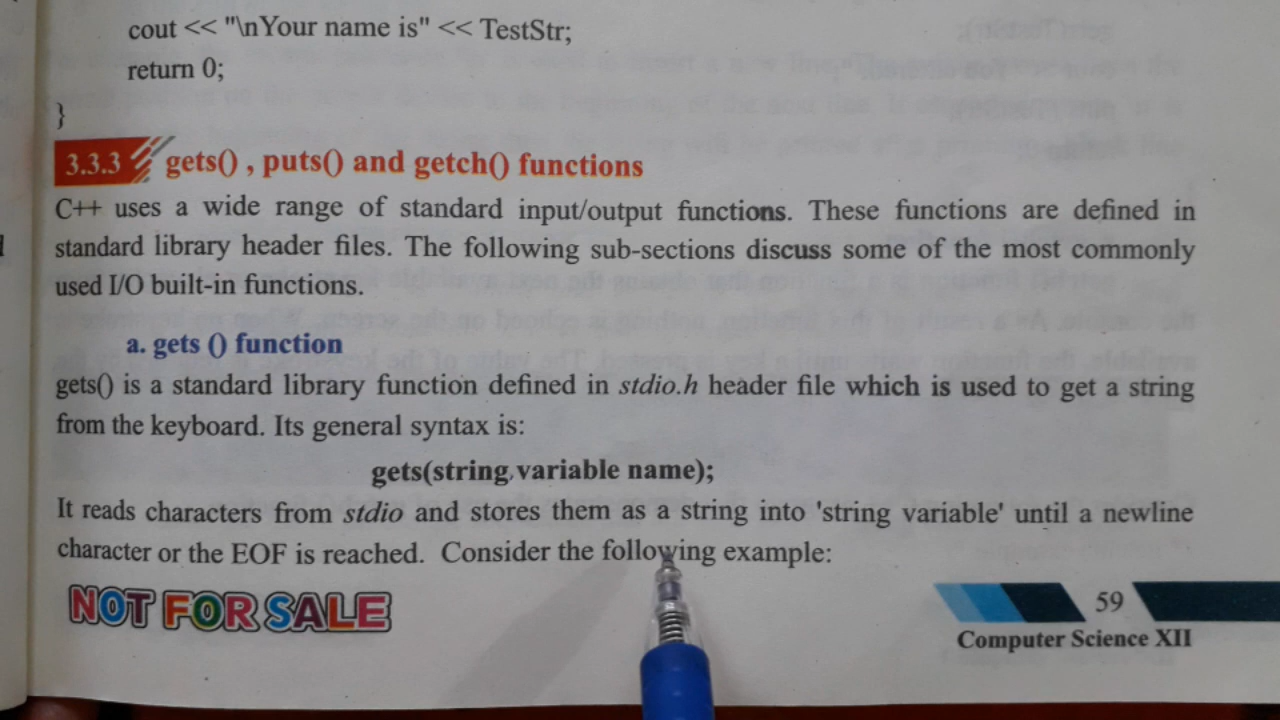 cout << "\nYour name is" << TestStr;
return 0;
}
3.3.3 gets() , puts() and getch() functions
C++ uses a wide range of standard input/output functions. These functions are defined in
standard library header files. The following sub-sections discuss some of the most commonly
used I/O built-in functions.
a. gets () function
gets() is a standard library function defined in stdio.h header file which is used to get a string
from the keyboard. Its general syntax is:
gets(string variable name);
It reads characters from stdio and stores them as a string into 'string variable' until a newline
character or the EOF is reached. Consider the following example:
NOT FOR SALE
59
Computer Science XII